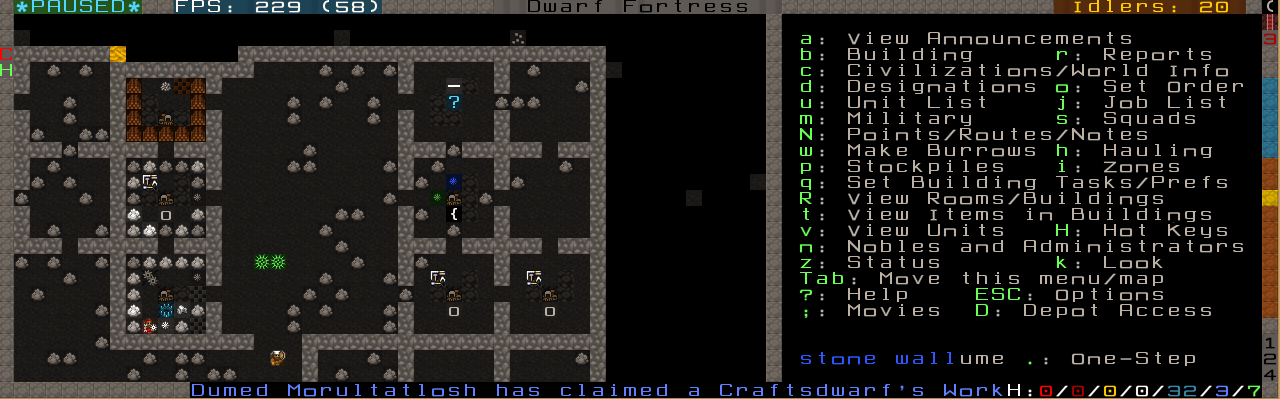 *PAUSED* FPS: 229 (58) Dwarf Fortress Idlers: 20
a: View Announcements
b: Building r: Reports
c: Civilizations/World Info
d: Designations o: Set Order
u: Unit List j: Job List
m: Military s: Squads
N: Points/Routes/Notes
w: Make Burrows h: Hauling
p: Stockpiles i: Zones
q: Set Building Tasks/Prefs
R: View Rooms/Buildings
t: View Items in Buildings
v: View Units H: Hot Keys
n: Nobles and Administrators
z: Status k: Look
Tab: Move this menu/map
?: Help ESC: Options
;: Movies D: Depot Access
stone wallume .: One-Step
Dumed Morultatlosh has claimed a Craftsdwarf's WorkH:0/0/0/0/32/3/7